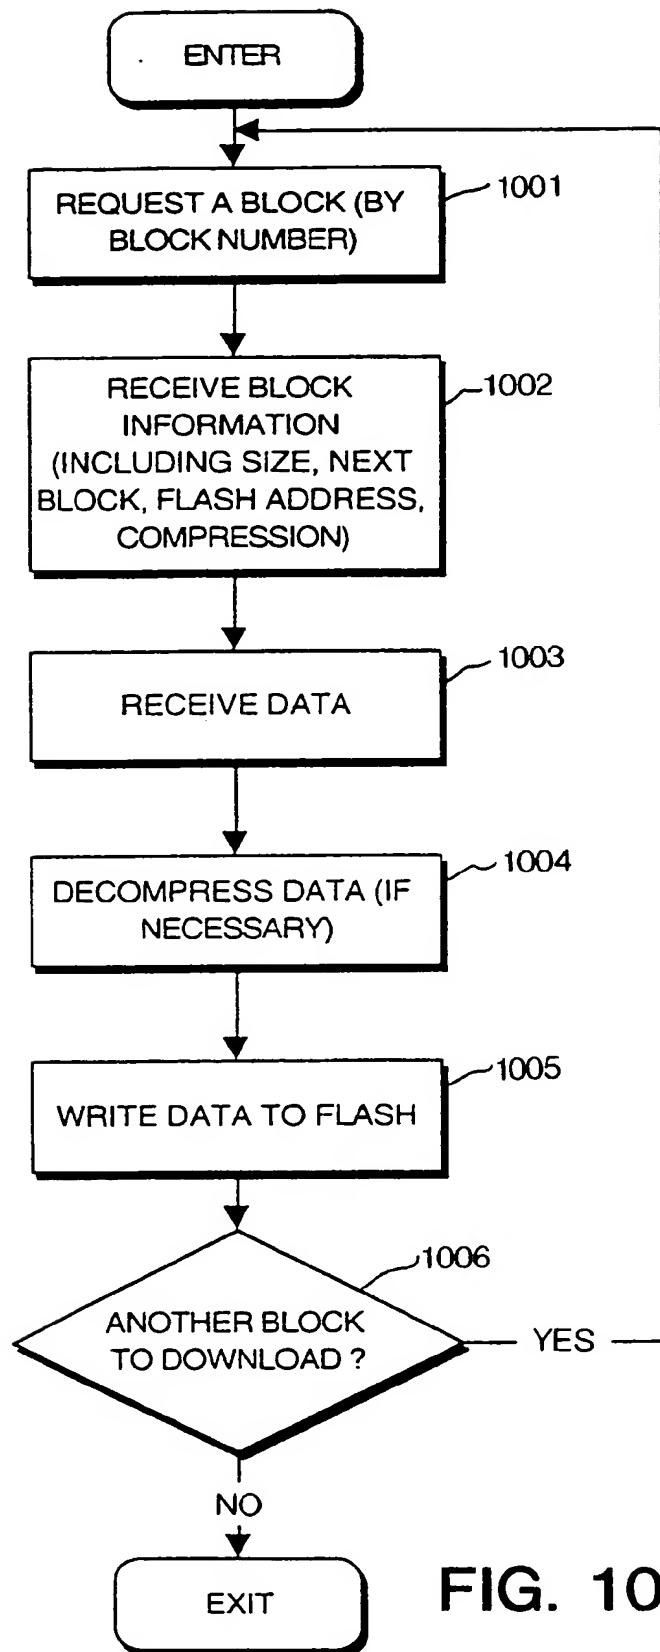 ENTER
REQUEST A BLOCK (BY
BLOCK NUMBER)
1001
RECEIVE BLOCK
INFORMATION
(INCLUDING SIZE, NEXT
BLOCK, FLASH ADDRESS,
COMPRESSION)
1002
RECEIVE DATA
1003
DECOMPRESS DATA (IF
NECESSARY)
1004
WRITE DATA TO FLASH
1005
ANOTHER BLOCK
TO DOWNLOAD ?
1006
YES
NO
EXIT
FIG. 10